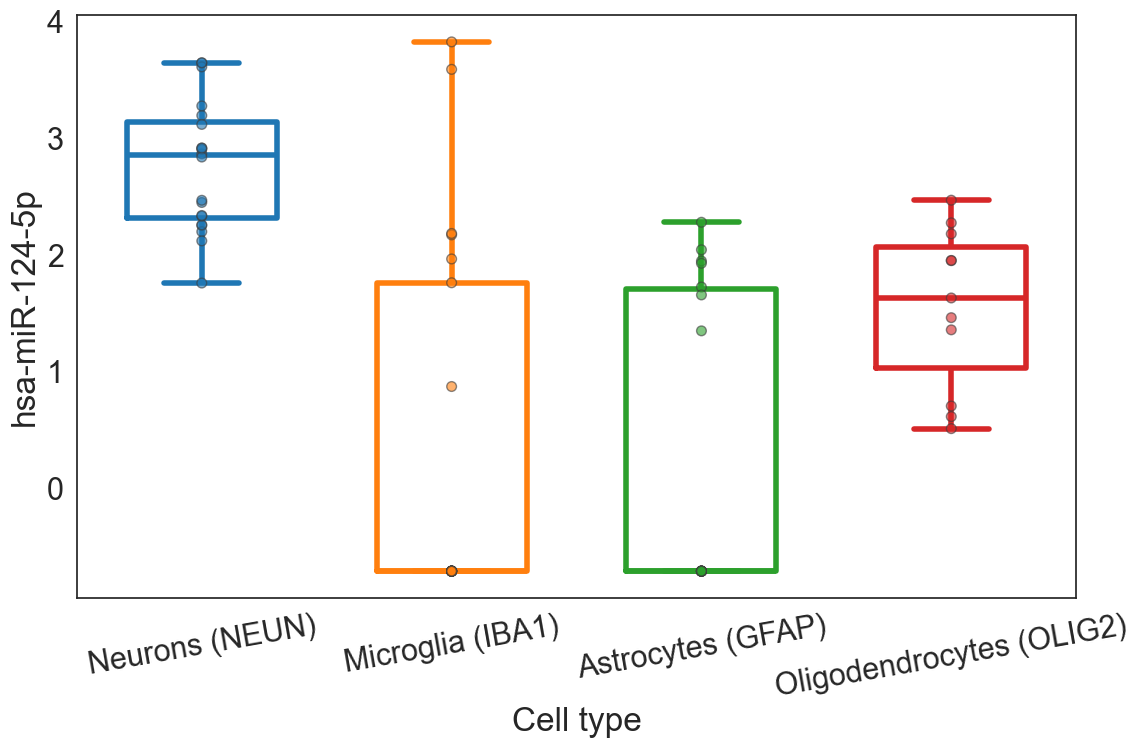 hsa-miR-124-5p
4
3
2
1
0
Neurons (NEUN)
Microglia (IBA1)
Astrocytes (GFAP)
Oligodendrocytes (OLIG2)
Cell type